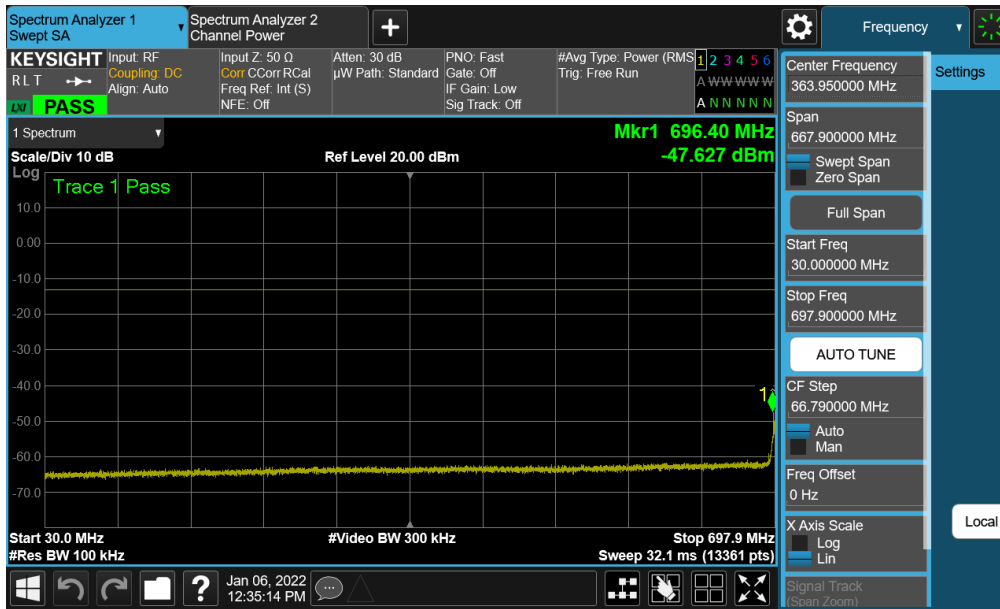 Spectrum Analyzer 1
Swept SA
Spectrum Analyzer 2
Channel Power
Frequency
KEYSIGHT
R L T
LXI
PASS
Input: RF
Coupling: DC
Align: Auto
Input Z: 50 Ω
Corr CCorr RCal
Freq Ref: Int (S)
NFE: Off
Atten: 30 dB
µW Path: Standard
PNO: Fast
Gate: Off
IF Gain: Low
Sig Track: Off
#Avg Type: Power (RMS
Trig: Free Run
1 2 3 4 5 6
A W W W W W
A N N N N N
1 Spectrum
Mkr1 696.40 MHz
-47.627 dBm
Scale/Div 10 dB
Ref Level 20.00 dBm
Log
Trace 1 Pass
10.0
0.00
-10.0
-20.0
-30.0
-40.0
-50.0
-60.0
-70.0
1
Start 30.0 MHz
#Video BW 300 kHz
Stop 697.9 MHz
#Res BW 100 kHz
Sweep 32.1 ms (13361 pts)
Jan 06, 2022
12:35:14 PM
Center Frequency
363.950000 MHz
Span
667.900000 MHz
Swept Span
Zero Span
Full Span
Start Freq
30.000000 MHz
Stop Freq
697.900000 MHz
AUTO TUNE
CF Step
66.790000 MHz
Auto
Man
Freq Offset
0 Hz
X Axis Scale
Log
Lin
Signal Track
(Span Zoom)
Settings
Local